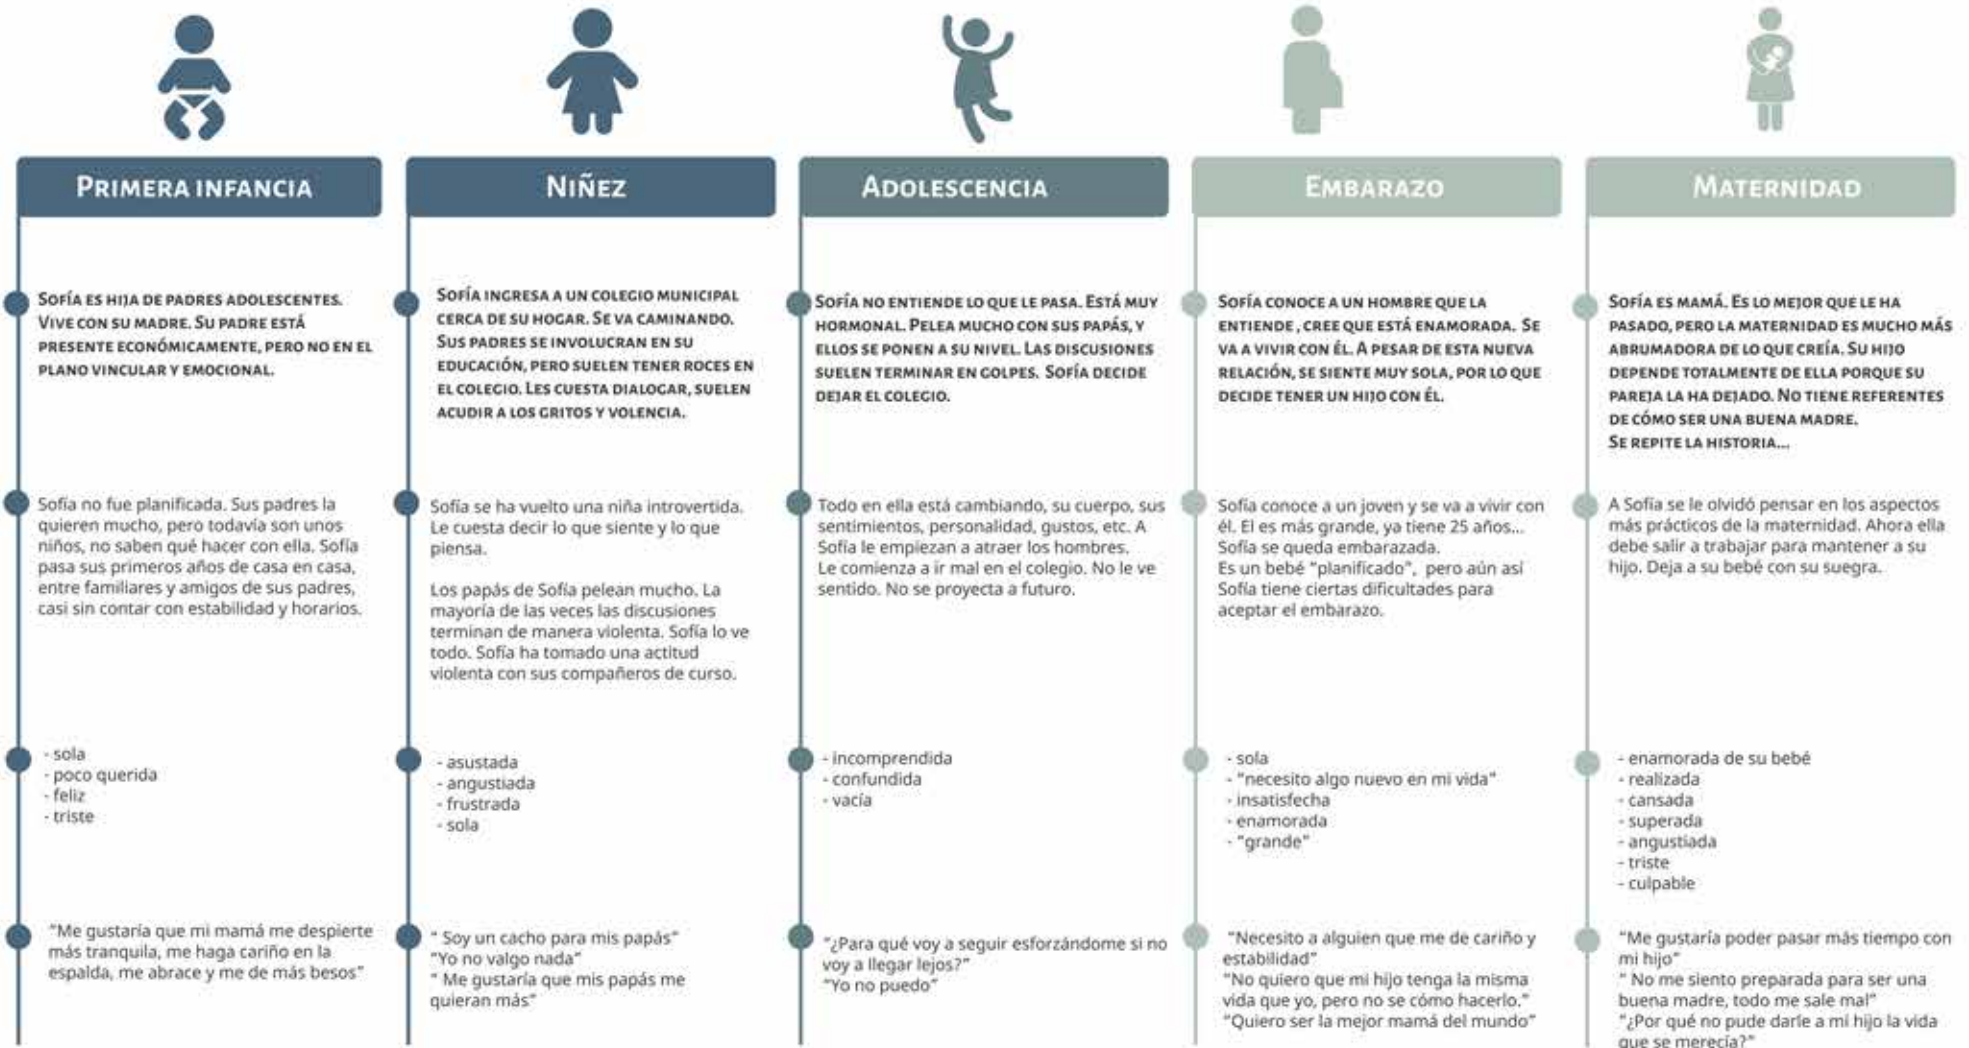 PRIMERA INFANCIA
SOFÍA ES HIJA DE PADRES ADOLESCENTES.
VIVE CON SU MADRE. SU PADRE ESTÁ
PRESENTE ECONÓMICAMENTE, PERO NO EN EL
PLANO VINCULAR Y EMOCIONAL.
Sofía no fue planificada. Sus padres la
quieren mucho, pero todavía son unos
niños, no saben qué hacer con ella. Sofía
pasa sus primeros años de casa en casa,
entre familiares y amigos de sus padres,
casi sin contar con estabilidad y horarios.
- sola
- poco querida
- feliz
- triste
"Me gustaría que mi mamá me despierte
más tranquila, me haga cariño en la
espalda, me abrace y me de más besos"
NIÑEZ
SOFÍA INGRESA A UN COLEGIO MUNICIPAL
CERCA DE SU HOGAR. SE VA CAMINANDO.
SUS PADRES SE INVOLUCRAN EN SU
EDUCACIÓN, PERO SUELEN TENER ROCES EN
EL COLEGIO. LES CUESTA DIALOGAR, SUELEN
ACUDIR A LOS GRITOS Y VOLENCIA.
Sofía se ha vuelto una niña introvertida.
Le cuesta decir lo que siente y lo que
piensa.
Los papás de Sofía pelean mucho. La
mayoría de las veces las discusiones
terminan de manera violenta. Sofía lo ve
todo. Sofía ha tomado una actitud
violenta con sus compañeros de curso.
- asustada
- angustiada
- frustrada
- sola
" Soy un cacho para mis papás"
"Yo no valgo nada"
" Me gustaría que mis papás me
quieran más"
ADOLESCENCIA
SOFÍA NO ENTIENDE LO QUE LE PASA. ESTÁ MUY
HORMONAL. PELEA MUCHO CON SUS PAPÁS, Y
ELLOS SE PONEN A SU NIVEL. LAS DISCUSIONES
SUELEN TERMINAR EN GOLPES. SOFÍA DECIDE
DEJAR EL COLEGIO.
Todo en ella está cambiando, su cuerpo, sus
sentimientos, personalidad, gustos, etc. A
Sofía le empiezan a atraer los hombres.
Le comienza a ir mal en el colegio. No le ve
sentido. No se proyecta a futuro.
- incomprendida
- confundida
- vacía
"¿Para qué voy a seguir esforzándome si no
voy a llegar lejos?"
"Yo no puedo"
EMBARAZO
SOFÍA CONOCE A UN HOMBRE QUE LA
ENTIENDE, CREE QUE ESTÁ ENAMORADA. SE
VA A VIVIR CON ÉL. A PESAR DE ESTA NUEVA
RELACIÓN, SE SIENTE MUY SOLA, POR LO QUE
DECIDE TENER UN HIJO CON ÉL.
Sofía conoce a un joven y se va a vivir con
él. El es más grande, ya tiene 25 años...
Sofía se queda embarazada.
Es un bebé "planificado", pero aún así
Sofía tiene ciertas dificultades para
aceptar el embarazo.
- sola
- "necesito algo nuevo en mi vida"
- insatisfecha
- enamorada
- "grande"
"Necesito a alguien que me de cariño y
estabilidad"
"No quiero que mi hijo tenga la misma
vida que yo, pero no se cómo hacerlo."
"Quiero ser la mejor mamá del mundo"
MATERNIDAD
SOFÍA ES MAMÁ. ES LO MEJOR QUE LE HA
PASADO, PERO LA MATERNIDAD ES MUCHO MÁS
ABRUMADORA DE LO QUE CREÍA. SU HIJO
DEPENDE TOTALMENTE DE ELLA PORQUE SU
PAREJA LA HA DEJADO. NO TIENE REFERENTES
DE CÓMO SER UNA BUENA MADRE.
SE REPITE LA HISTORIA...
A Sofía se le olvidó pensar en los aspectos
más prácticos de la maternidad. Ahora ella
debe salir a trabajar para mantener a su
hijo. Deja a su bebé con su suegra.
- enamorada de su bebé
- realizada
- cansada
- superada
- angustiada
- triste
- culpable
"Me gustaría poder pasar más tiempo con
mi hijo"
" No me siento preparada para ser una
buena madre, todo me sale mal"
"¿Por qué no pude darle a mi hijo la vida
que se merecía?"